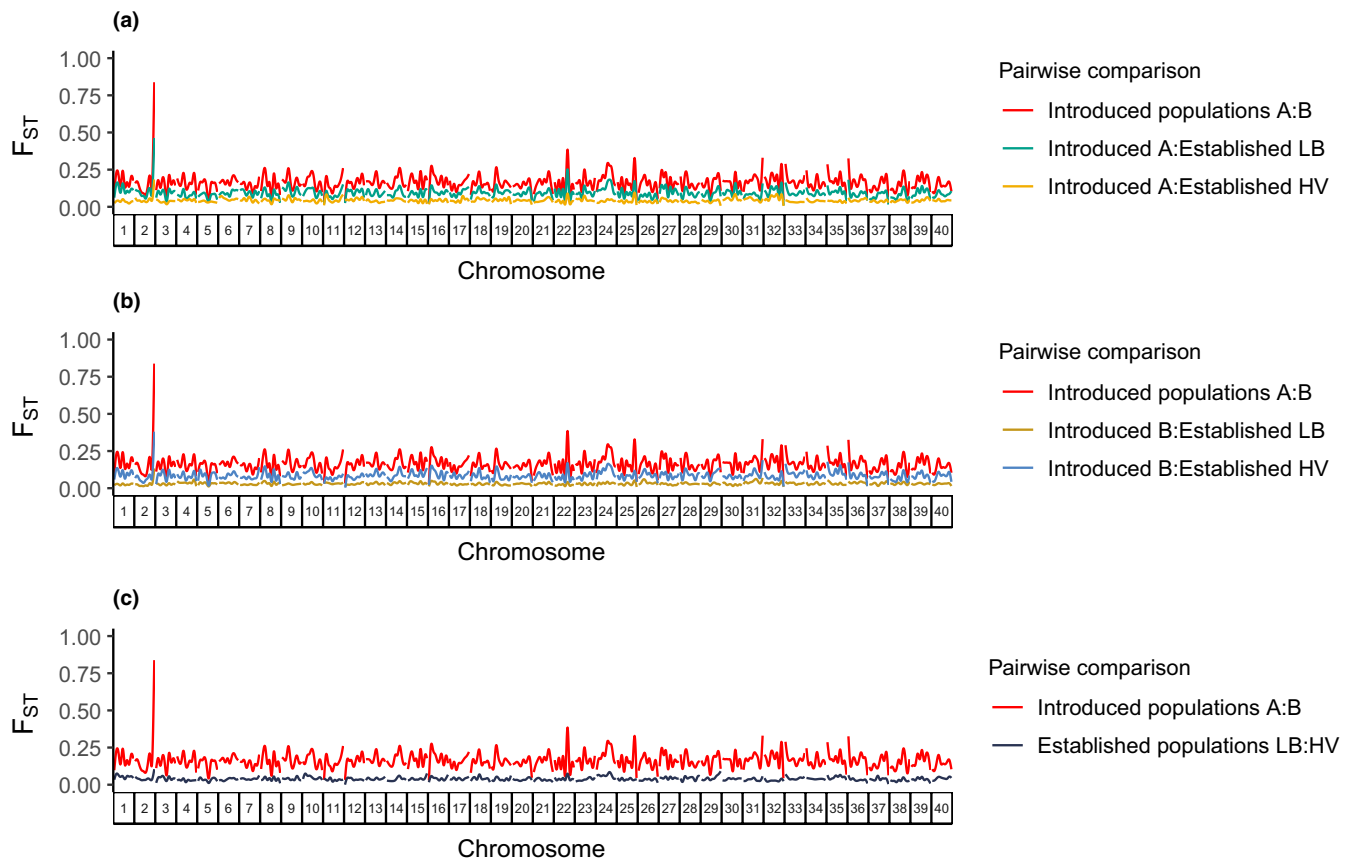 (a)
1.00
0.75
0.50
0.25
0.00
FST
1 2 3 4 5 6 7 8 9 10 11 12 13 14 15 16 17 18 19 20 21 22 23 24 25 26 27 28 29 30 31 32 33 34 35 36 37 38 39 40
Chromosome
Pairwise comparison
Introduced populations A:B
Introduced A:Established LB
Introduced A:Established HV
(b)
1.00
0.75
0.50
0.25
0.00
FST
1 2 3 4 5 6 7 8 9 10 11 12 13 14 15 16 17 18 19 20 21 22 23 24 25 26 27 28 29 30 31 32 33 34 35 36 37 38 39 40
Chromosome
Pairwise comparison
Introduced populations A:B
Introduced B:Established LB
Introduced B:Established HV
(c)
1.00
0.75
0.50
0.25
0.00
FST
1 2 3 4 5 6 7 8 9 10 11 12 13 14 15 16 17 18 19 20 21 22 23 24 25 26 27 28 29 30 31 32 33 34 35 36 37 38 39 40
Chromosome
Pairwise comparison
Introduced populations A:B
Established populations LB:HV